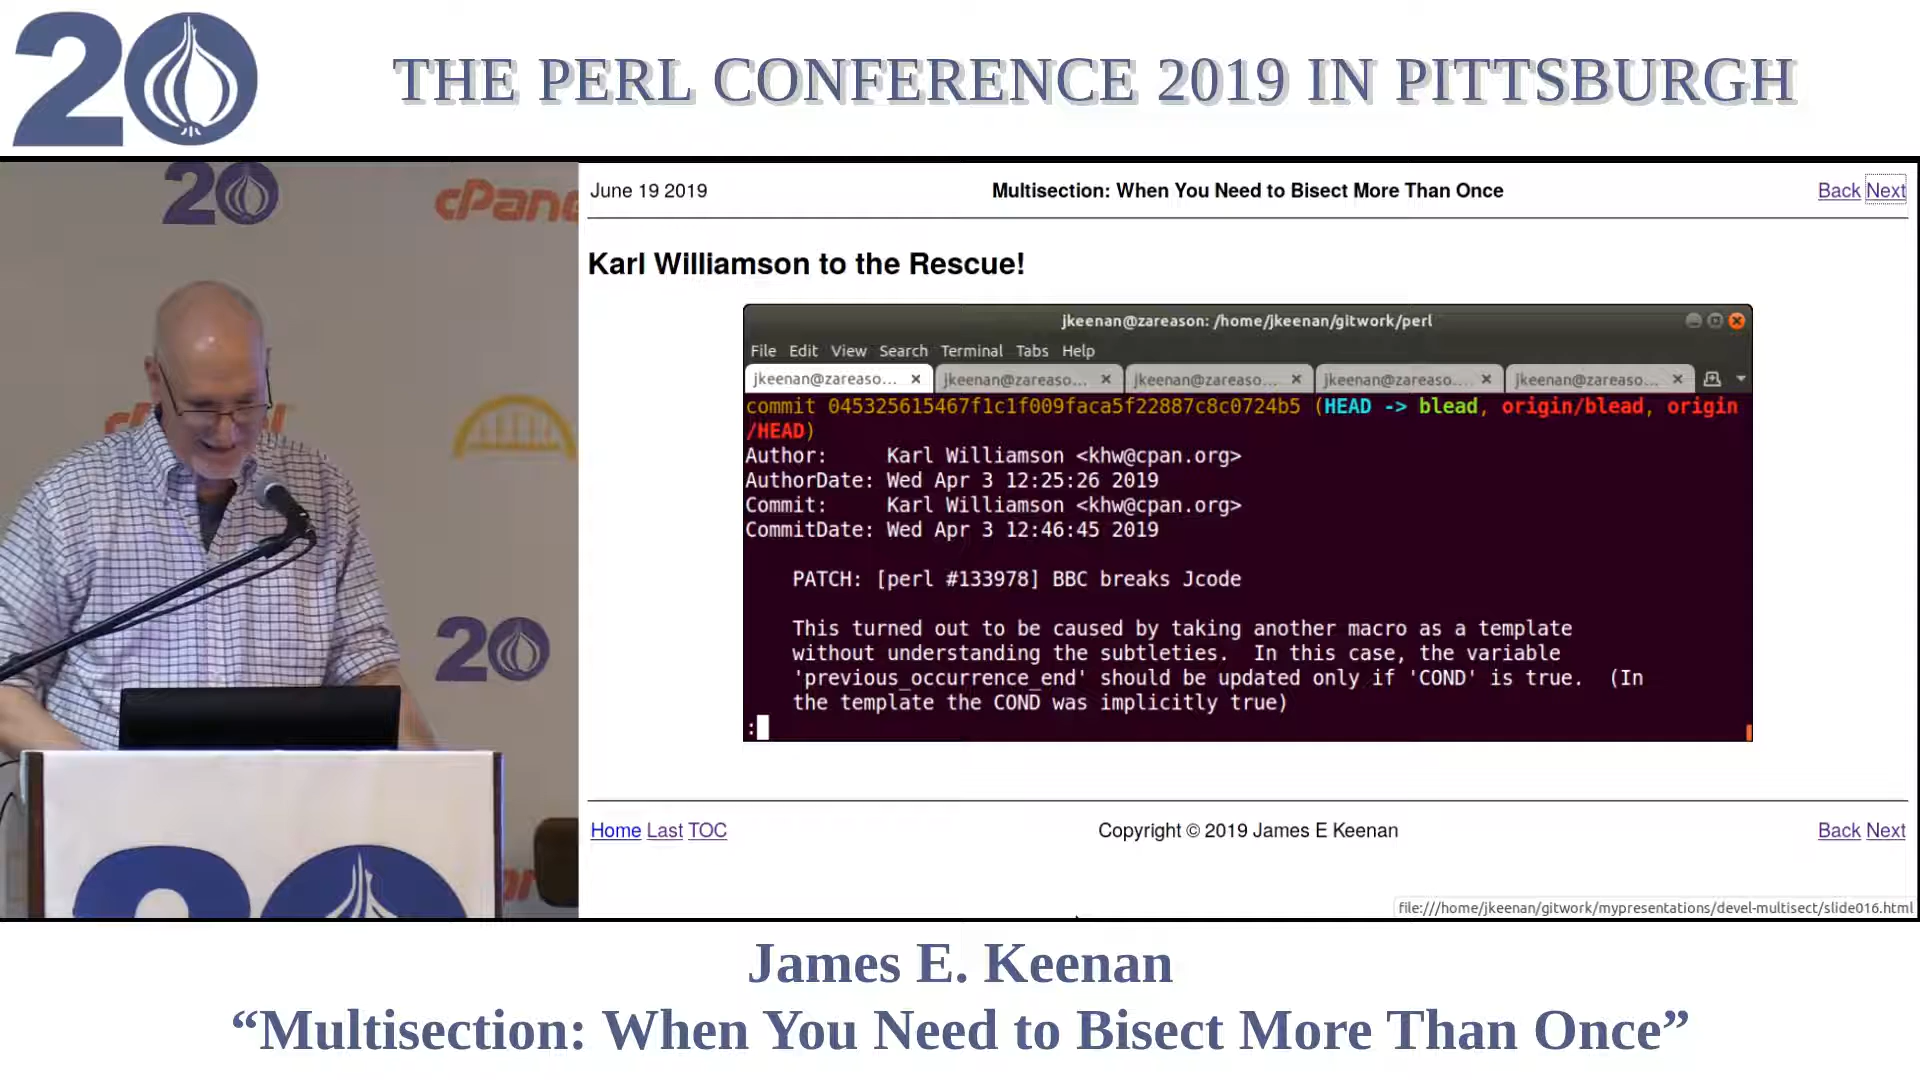 20
THE PERL CONFERENCE 2019 IN PITTSBURGH
20
cPane
20
June 19 2019
Multisection: When You Need to Bisect More Than Once
Back Next
Karl Williamson to the Rescue!
jkeenan@zareason: /home/jkeenan/gitwork/perl
File Edit View Search Terminal Tabs Help
jkeenan@zareaso... × jkeenan@zareaso... × jkeenan@zareaso... × jkeenan@zareaso... × jkeenan@zareaso... ×
commit 045325615467f1c1f009faca5f22887c8c0724b5 (HEAD -> blead, origin/blead, origin
/HEAD)
Author:     Karl Williamson <khw@cpan.org>
AuthorDate: Wed Apr 3 12:25:26 2019
Commit:     Karl Williamson <khw@cpan.org>
CommitDate: Wed Apr 3 12:46:45 2019
PATCH: [perl #133978] BBC breaks Jcode
This turned out to be caused by taking another macro as a template
without understanding the subtleties.  In this case, the variable
'previous_occurrence_end' should be updated only if 'COND' is true.  (In
the template the COND was implicitly true)
:
Home Last TOC
Copyright © 2019 James E Keenan
Back Next
file:///home/jkeenan/gitwork/mypresentations/devel-multisect/slide016.html
20
James E. Keenan
“Multisection: When You Need to Bisect More Than Once”